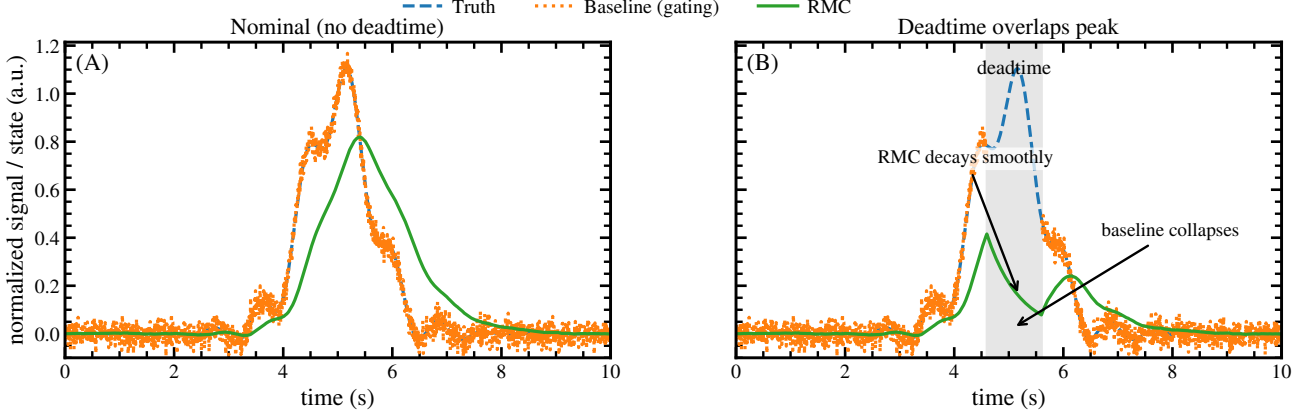 Truth Baseline (gating) RMC
Nominal (no deadtime)
Deadtime overlaps peak
normalized signal / state (a.u.)
1.2
1.0
0.8
0.6
0.4
0.2
0.0
(A)
0 2 4 6 8 10
time (s)
(B)
deadtime
RMC decays smoothly
baseline collapses
0 2 4 6 8 10
time (s)